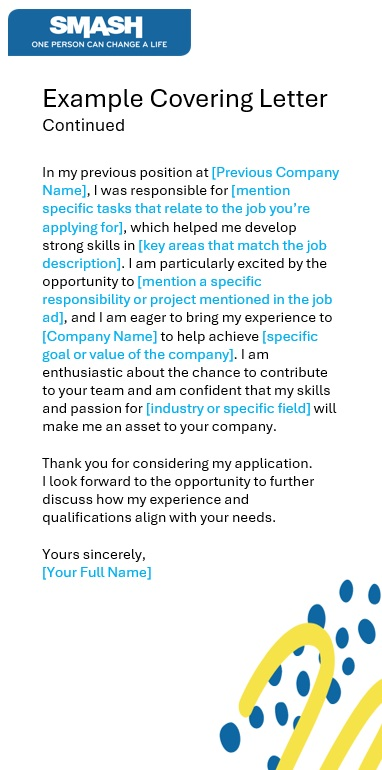 SMASH
ONE PERSON CAN CHANGE A LIFE
Example Covering Letter
Continued
In my previous position at [Previous Company
Name], I was responsible for [mention
specific tasks that relate to the job you’re
applying for], which helped me develop
strong skills in [key areas that match the job
description]. I am particularly excited by the
opportunity to [mention a specific
responsibility or project mentioned in the job
ad], and I am eager to bring my experience to
[Company Name] to help achieve [specific
goal or value of the company]. I am
enthusiastic about the chance to contribute
to your team and am confident that my skills
and passion for [industry or specific field] will
make me an asset to your company.
Thank you for considering my application.
I look forward to the opportunity to further
discuss how my experience and
qualifications align with your needs.
Yours sincerely,
[Your Full Name]